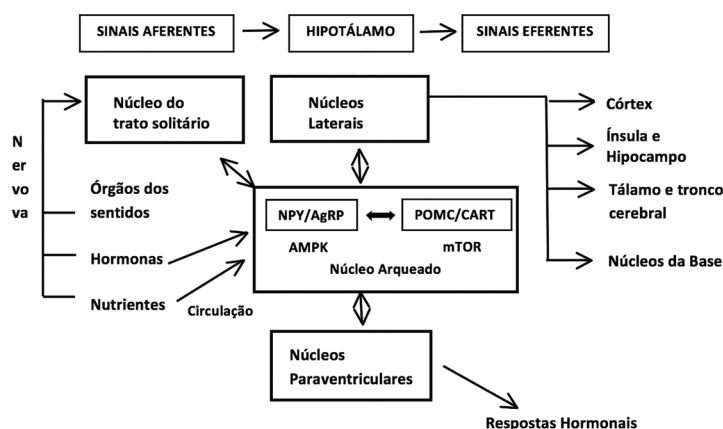 SINAIS AFERENTES
HIPOTÁLAMO
SINAIS EFERENTES
Núcleo do
trato solitário
Núcleos
Laterais
Córtex
Ínsula e
Hipocampo
Tálamo e tronco
cerebral
Núcleos da Base
N
er
vo
va
Órgãos dos
sentidos
Hormonas
Nutrientes
Circulação
NPY/AgRP
POMC/CART
AMPK
mTOR
Núcleo Arqueado
Núcleos
Paraventriculares
Respostas Hormonais